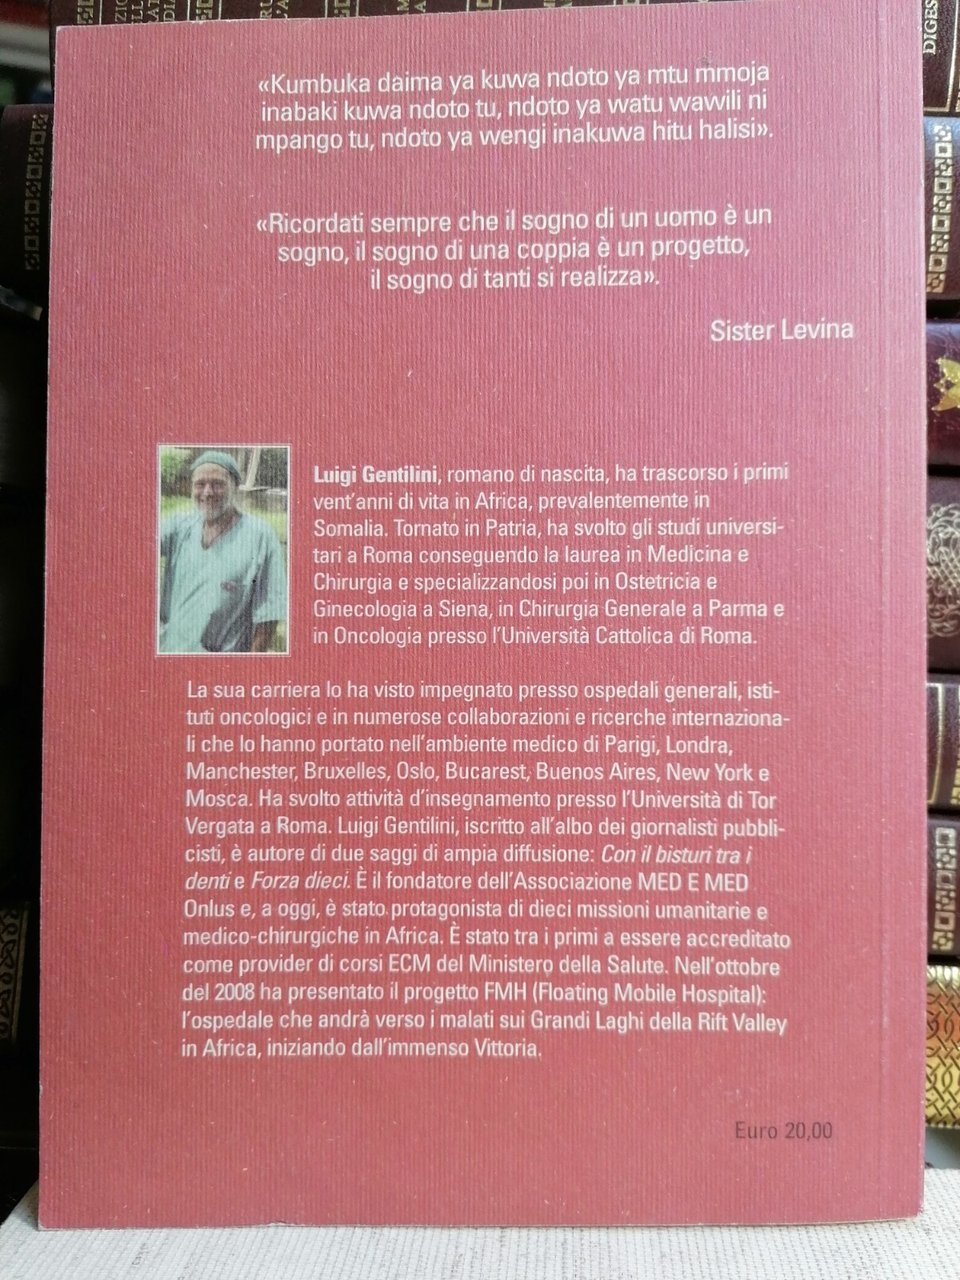 «Kumbuka daima ya kuwa ndoto ya mtu mmoja
inabaki kuwa ndoto tu, ndoto ya watu wawili ni
mpango tu, ndoto ya wengi inakuwa hitu halisi».
«Ricordati sempre che il sogno di un uomo è un
sogno, il sogno di una coppia è un progetto,
il sogno di tanti si realizza».
Sister Levina
Luigi Gentilini, romano di nascita, ha trascorso i primi
vent'anni di vita in Africa, prevalentemente in
Somalia. Tornato in Patria, ha svolto gli studi universi-
tari a Roma conseguendo la laurea in Medicina e
Chirurgia e specializzandosi poi in Ostetricia e
Ginecologia a Siena, in Chirurgia Generale a Parma e
in Oncologia presso l'Università Cattolica di Roma.
La sua carriera lo ha visto impegnato presso ospedali generali, isti-
tuti oncologici e in numerose collaborazioni e ricerche internaziona-
li che lo hanno portato nell'ambiente medico di Parigi, Londra,
Manchester, Bruxelles, Oslo, Bucarest, Buenos Aires, New York e
Mosca. Ha svolto attività d'insegnamento presso l'Università di Tor
Vergata a Roma. Luigi Gentilini, iscritto all'albo dei giornalisti pubbli-
cisti, è autore di due saggi di ampia diffusione: Con il bisturi tra i
denti e Forza dieci. È il fondatore dell'Associazione MED E MED
Onlus e, a oggi, è stato protagonista di dieci missioni umanitarie e
medico-chirurgiche in Africa. È stato tra i primi a essere accreditato
come provider di corsi ECM del Ministero della Salute. Nell'ottobre
del 2008 ha presentato il progetto FMH (Floating Mobile Hospital):
l'ospedale che andrà verso i malati sui Grandi Laghi della Rift Valley
in Africa, iniziando dall'immenso Vittoria.
Euro 20,00